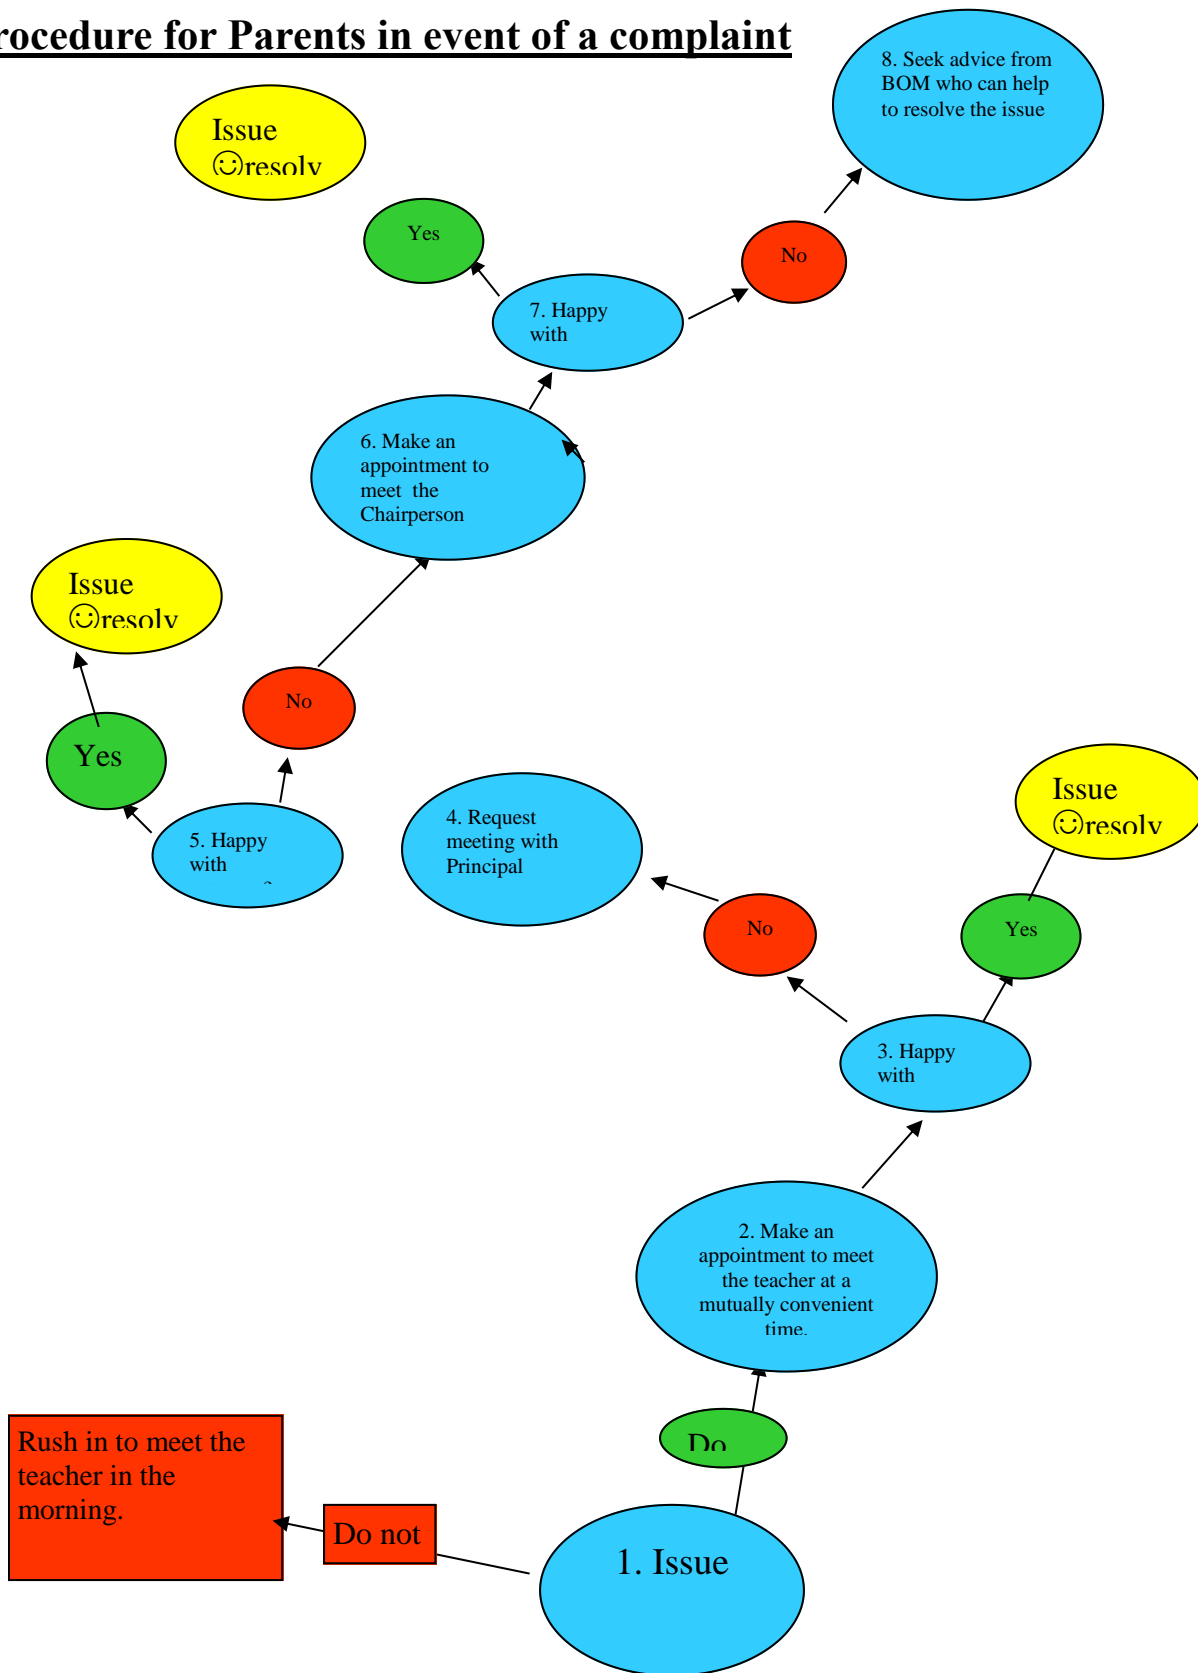 rocedure for Parents in event of a complaint
8. Seek advice from
BOM who can help
to resolve the issue
Issue
☺resolv
Yes
No
7. Happy
with
6. Make an
appointment to
meet the
Chairperson
Issue
☺resolv
No
Yes
5. Happy
with
4. Request
meeting with
Principal
Issue
☺resolv
No
Yes
3. Happy
with
2. Make an
appointment to meet
the teacher at a
mutually convenient
time.
Do
Rush in to meet the
teacher in the
morning.
Do not
1. Issue